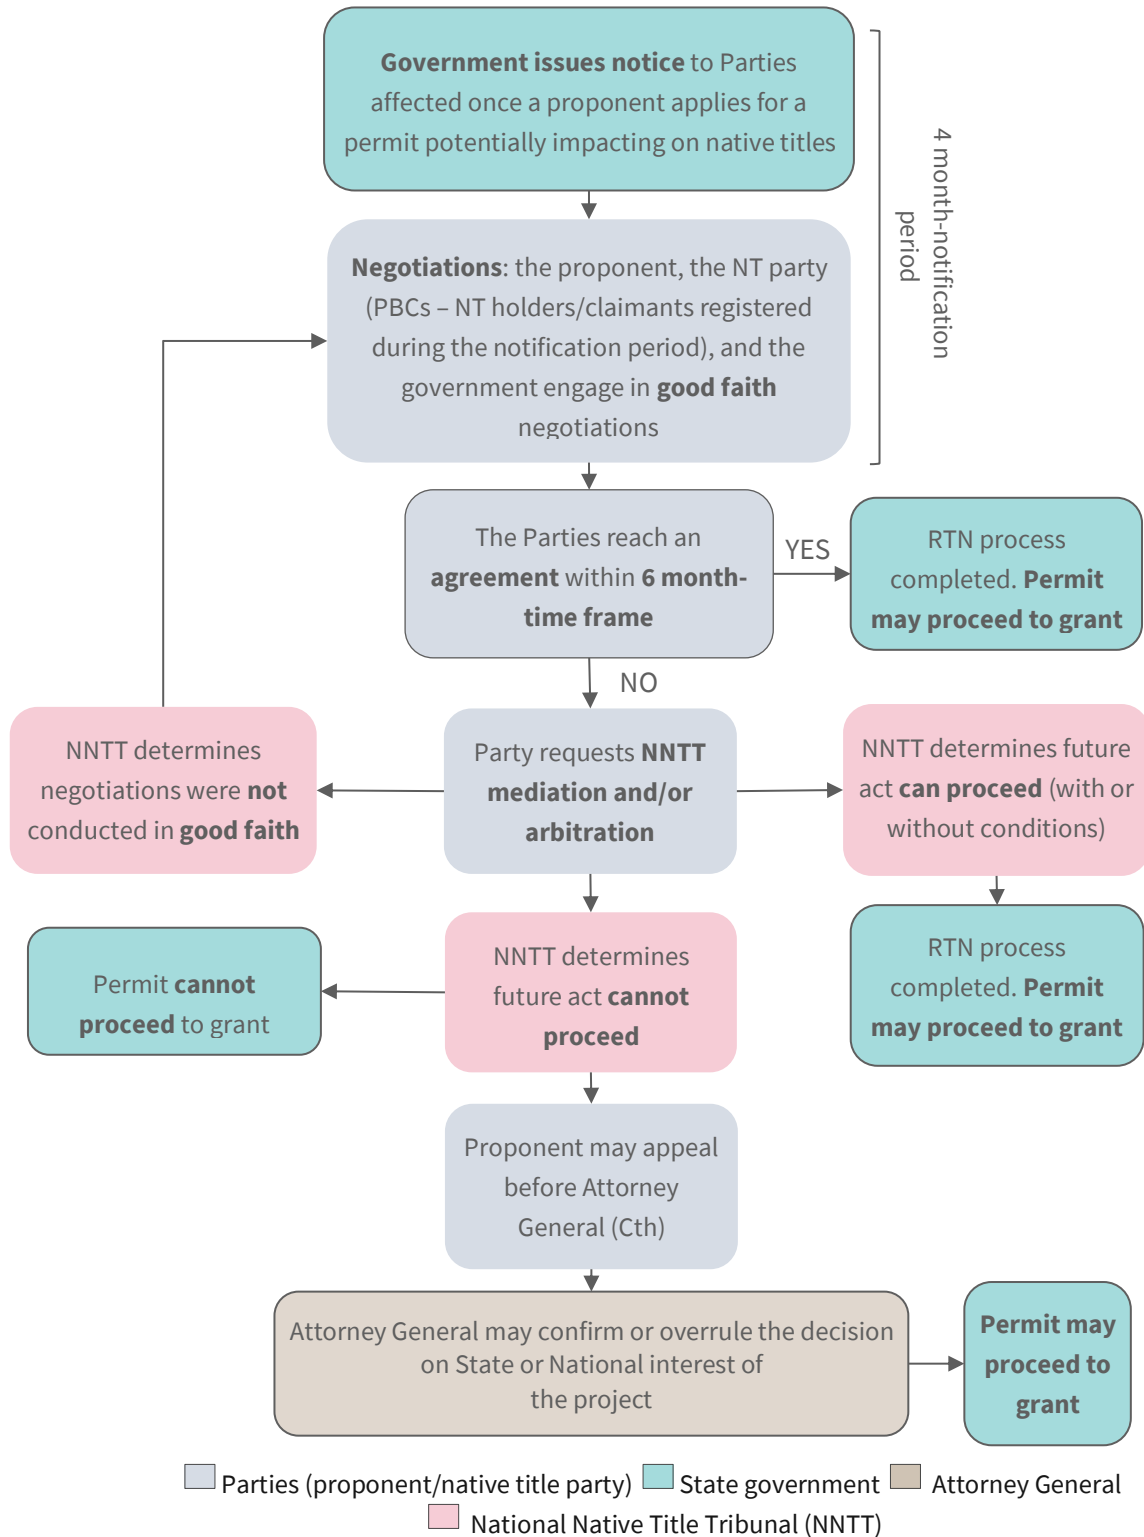 Government issues notice to Parties
affected once a proponent applies for a
permit potentially impacting on native titles
4 month-notification
period
Negotiations: the proponent, the NT party
(PBCs – NT holders/claimants registered
during the notification period), and the
government engage in good faith
negotiations
The Parties reach an
agreement within 6 month-
time frame
YES
RTN process
completed. Permit
may proceed to grant
NO
NNTT determines
negotiations were not
conducted in good faith
Party requests NNTT
mediation and/or
arbitration
NNTT determines future
act can proceed (with or
without conditions)
Permit cannot
proceed to grant
NNTT determines
future act cannot
proceed
RTN process
completed. Permit
may proceed to grant
Proponent may appeal
before Attorney
General (Cth)
Attorney General may confirm or overrule the decision
on State or National interest of
the project
Permit may
proceed to
grant
Parties (proponent/native title party)
State government
Attorney General
National Native Title Tribunal (NNTT)